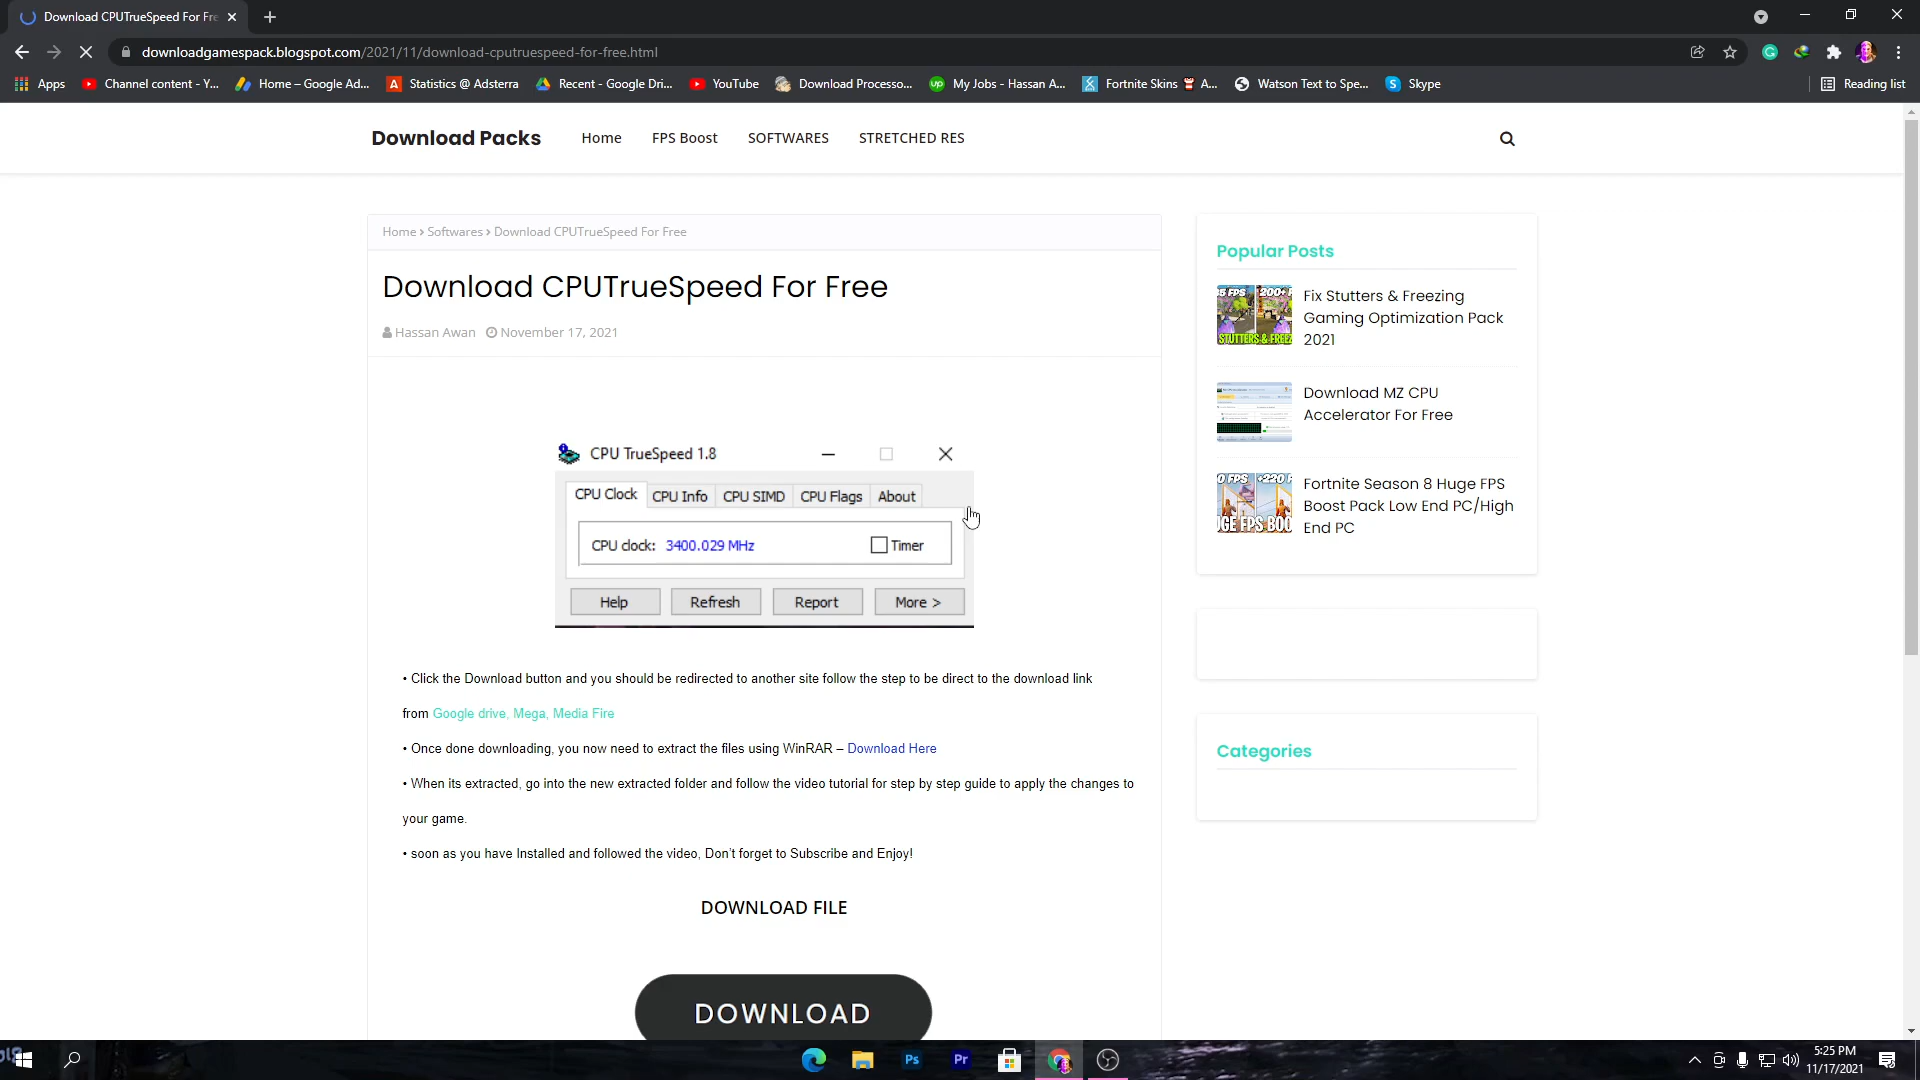 Download CPUTrueSpeed For Fre
downloadgamespack.blogspot.com/2021/11/download-cputruespeed-for-free.html
Apps
Channel content - Y...
Home – Google Ad...
Statistics @ Adsterra
Recent - Google Dri...
YouTube
Download Processo...
My Jobs - Hassan A...
Fortnite Skins A...
Watson Text to Spe...
Skype
Reading list
Download Packs
Home
FPS Boost
SOFTWARES
STRETCHED RES
Home › Softwares › Download CPUTrueSpeed For Free
Download CPUTrueSpeed For Free
Hassan Awan November 17, 2021
CPU TrueSpeed 1.8
CPU Clock
CPU Info
CPU SIMD
CPU Flags
About
CPU clock: 3400.029 MHz
Timer
Help
Refresh
Report
More >
• Click the Download button and you should be redirected to another site follow the step to be direct to the download link
from Google drive, Mega, Media Fire
• Once done downloading, you now need to extract the files using WinRAR – Download Here
• When its extracted, go into the new extracted folder and follow the video tutorial for step by step guide to apply the changes to
your game.
• soon as you have Installed and followed the video, Don't forget to Subscribe and Enjoy!
DOWNLOAD FILE
DOWNLOAD
Popular Posts
Fix Stutters & Freezing
Gaming Optimization Pack
2021
Download MZ CPU
Accelerator For Free
Fortnite Season 8 Huge FPS
Boost Pack Low End PC/High
End PC
Categories
Ps
Pr
5:25 PM
11/17/2021